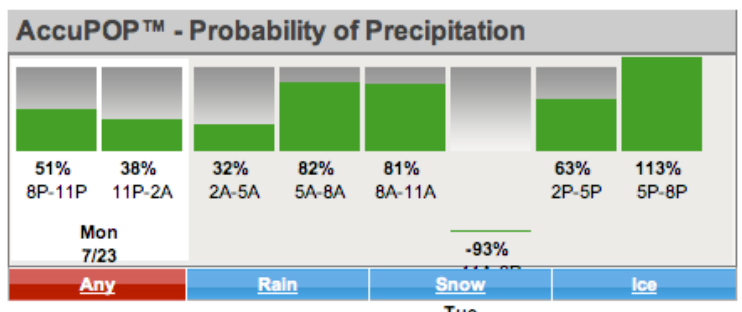 AccuPOP™ - Probability of Precipitation
51% 38% 32% 82% 81% 63% 113%
8P-11P 11P-2A 2A-5A 5A-8A 8A-11A 2P-5P 5P-8P
Mon
7/23
-93%
Any Rain Snow Ice